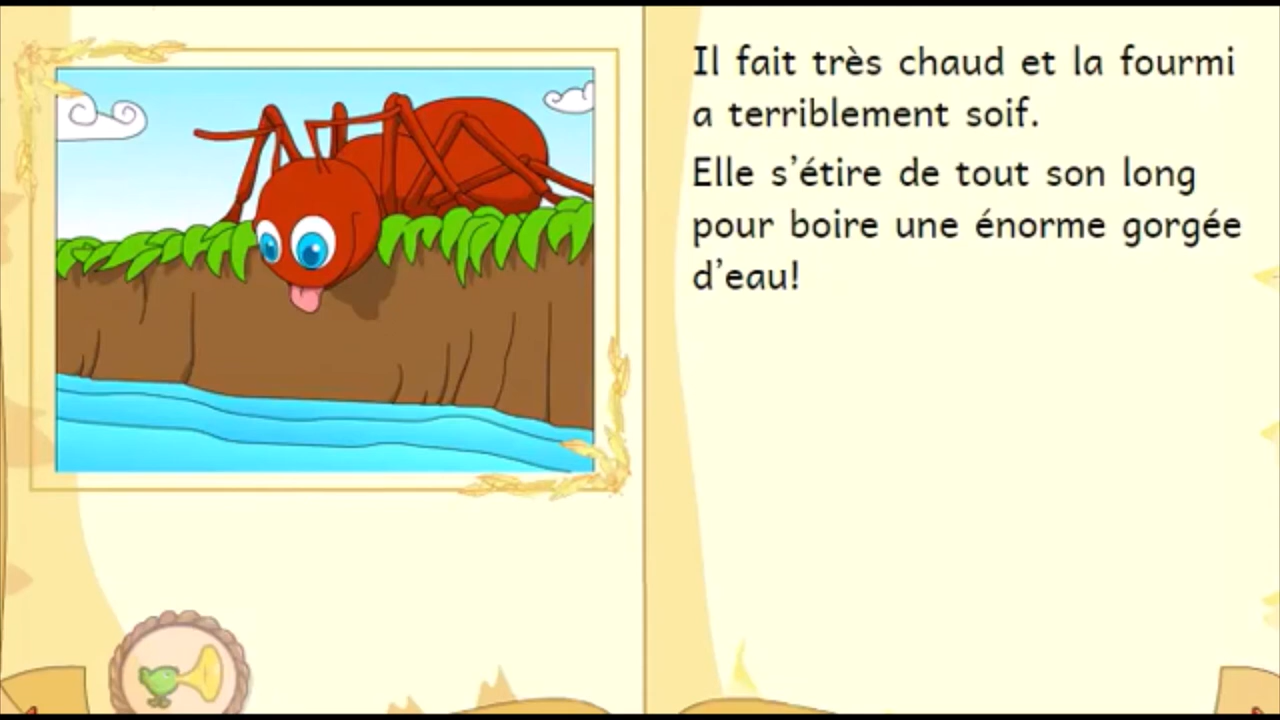 Il fait très chaud et la fourmi
a terriblement soif.
Elle s’étire de tout son long
pour boire une énorme gorgée
d’eau!